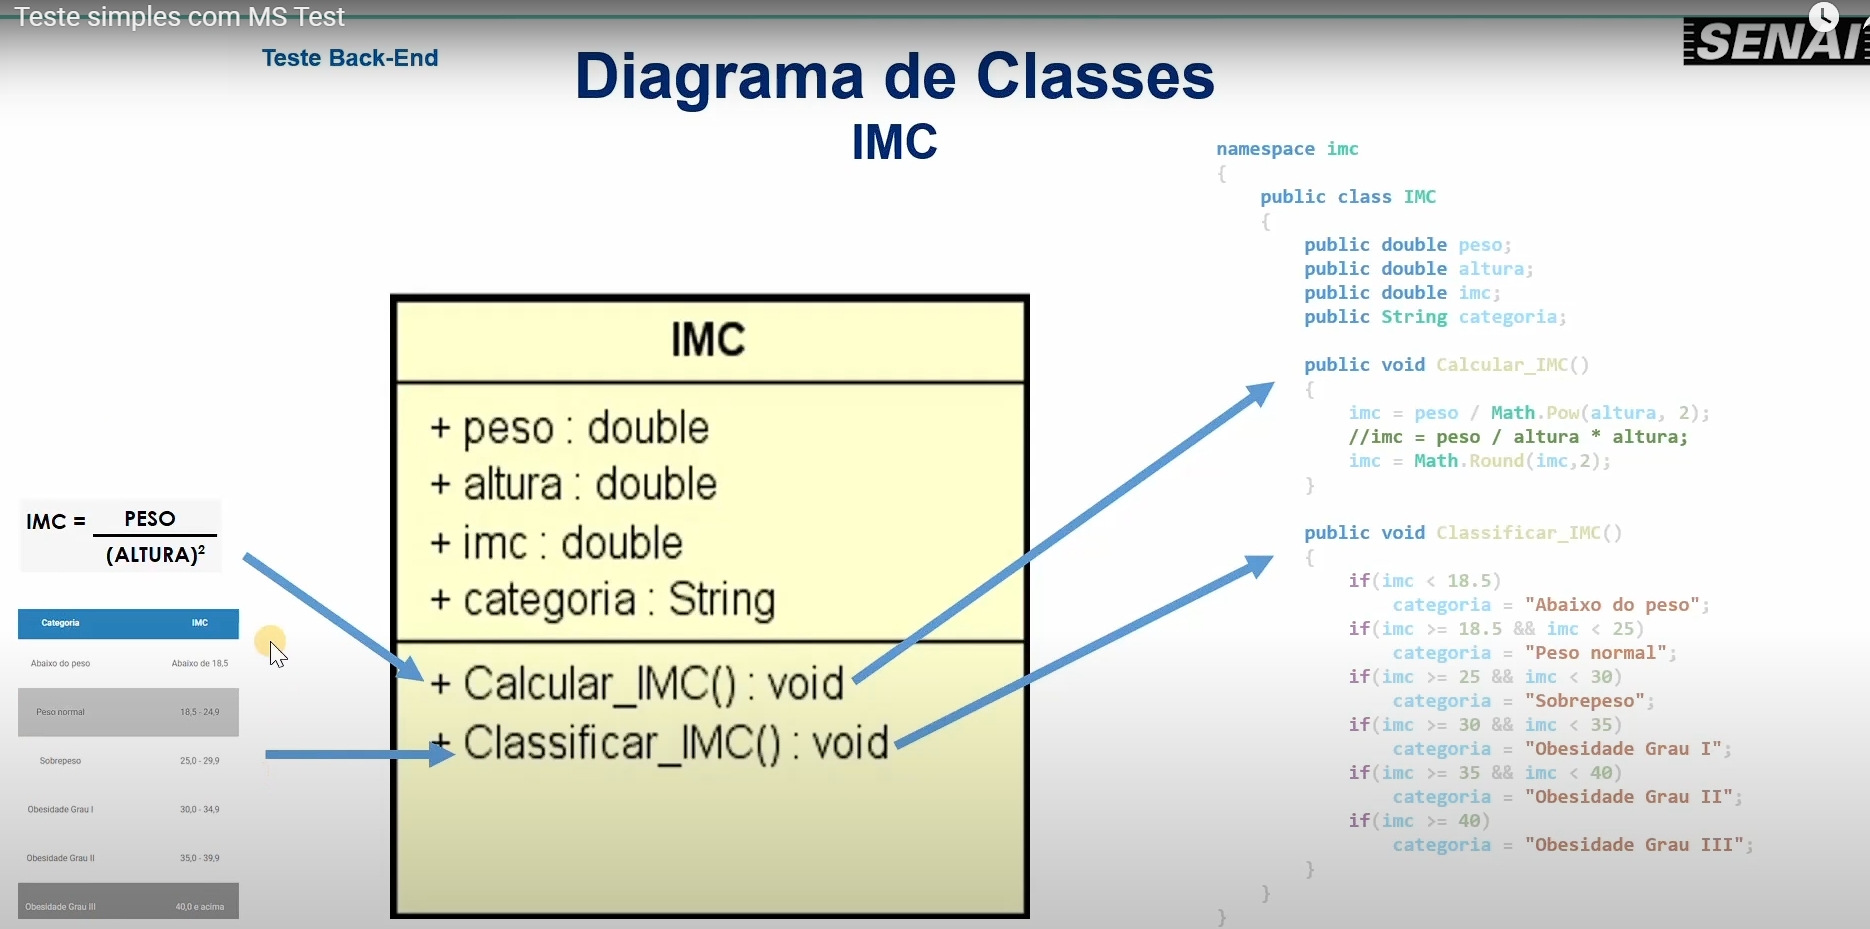 Teste simples com MS Test
Teste Back-End
SENAI
Diagrama de Classes
IMC
IMC = PESO
(ALTURA)²
Categoria IMC
Abaixo do peso Abaixo de 18,5
Peso normal 18,5 - 24,9
Sobrepeso 25,0 - 29,9
Obesidade Grau I 30,0 - 34,9
Obesidade Grau II 35,0 - 39,9
Obesidade Grau III 40,0 e acima
IMC
+ peso : double
+ altura : double
+ imc : double
+ categoria : String
+ Calcular_IMC() : void
+ Classificar_IMC() : void
namespace imc
{
public class IMC
{
public double peso;
public double altura;
public double imc;
public String categoria;
public void Calcular_IMC()
{
imc = peso / Math.Pow(altura, 2);
//imc = peso / altura * altura;
imc = Math.Round(imc,2);
}
public void Classificar_IMC()
{
if(imc < 18.5)
categoria = "Abaixo do peso";
if(imc >= 18.5 && imc < 25)
categoria = "Peso normal";
if(imc >= 25 && imc < 30)
categoria = "Sobrepeso";
if(imc >= 30 && imc < 35)
categoria = "Obesidade Grau I";
if(imc >= 35 && imc < 40)
categoria = "Obesidade Grau II";
if(imc >= 40)
categoria = "Obesidade Grau III";
}
}
}